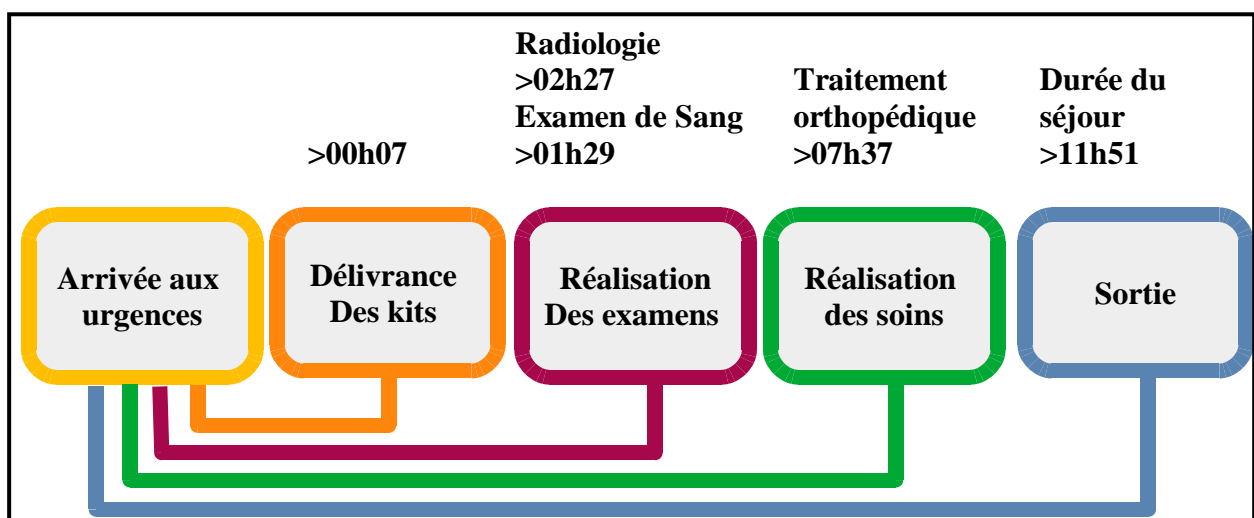 Radiologie
>02h27
Examen de Sang
>01h29
Traitement
orthopédique
>07h37
Durée du
séjour
>11h51
>00h07
Arrivée aux
urgences
Délivrance
Des kits
Réalisation
Des examens
Réalisation
des soins
Sortie